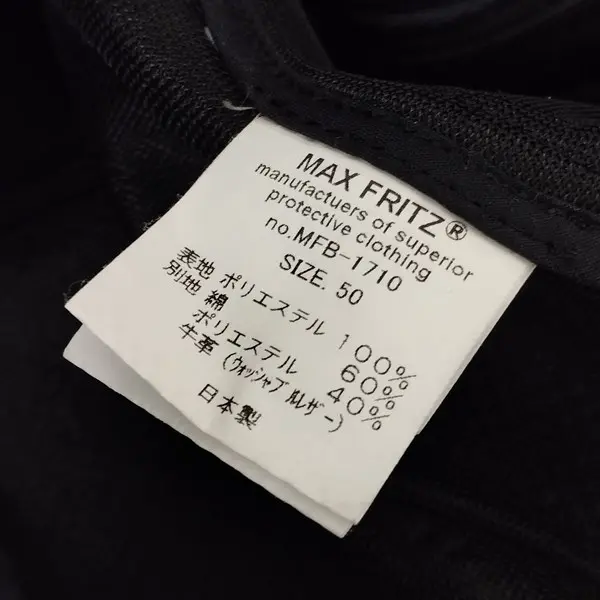 MAX FRITZ®
manufactuers of superior
protective clothing
no.MFB-1710
SIZE. 50
表地 ポリエステル 100%
別地 綿 60%
ポリエステル 40%
牛革 (ウォッシャブルレザー)
日本製